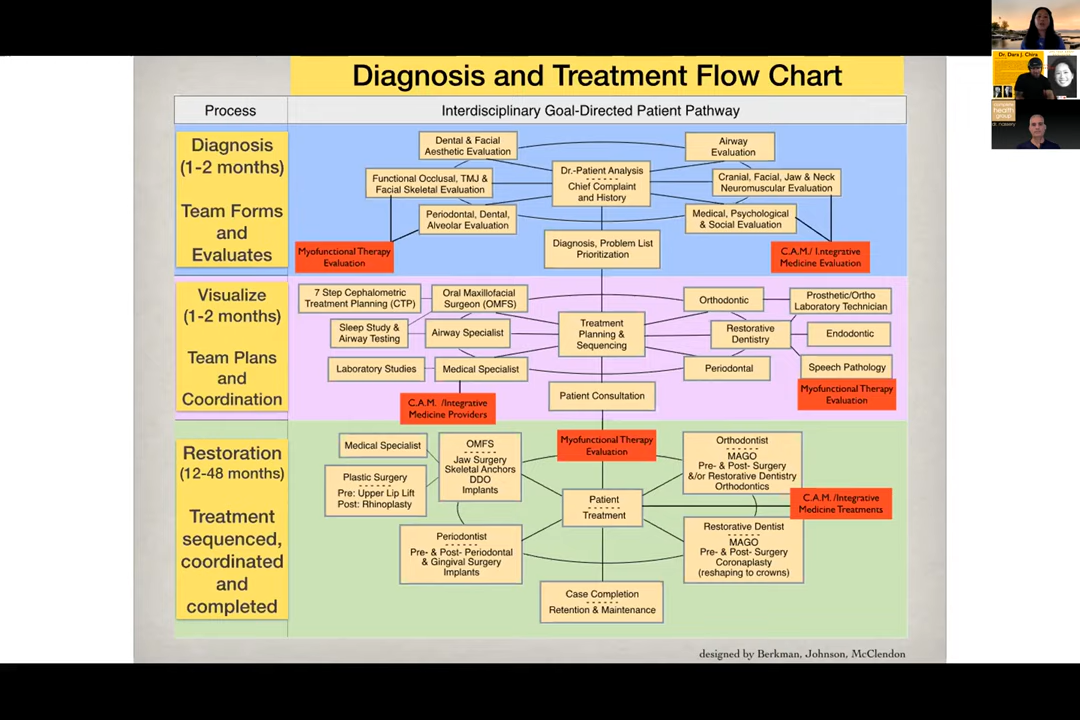 Diagnosis and Treatment Flow Chart
Process
Interdisciplinary Goal-Directed Patient Pathway
Diagnosis
(1-2 months)
Team Forms
and
Evaluates
Dental & Facial
Aesthetic Evaluation
Airway
Evaluation
Functional Occlusal, TMJ &
Facial Skeletal Evaluation
Dr.-Patient Analysis
Chief Complaint
and History
Cranial, Facial, Jaw & Neck
Neuromuscular Evaluation
Periodontal, Dental,
Alveolar Evaluation
Medical, Psychological
& Social Evaluation
Myofunctional Therapy
Evaluation
Diagnosis, Problem List
Prioritization
C.A.M./ I.ntegrative
Medicine Evaluation
Visualize
(1-2 months)
Team Plans
and
Coordination
7 Step Cephalometric
Treatment Planning (CTP)
Oral Maxillofacial
Surgeon (OMFS)
Orthodontic
Prosthetic/Ortho
Laboratory Technician
Sleep Study &
Airway Testing
Airway Specialist
Treatment
Planning &
Sequencing
Restorative
Dentistry
Endodontic
Laboratory Studies
Medical Specialist
Periodontal
Speech Pathology
Myofunctional Therapy
Evaluation
C.A.M. /Integrative
Medicine Providers
Patient Consultation
Restoration
(12-48 months)
Treatment
sequenced,
coordinated
and
completed
Medical Specialist
OMFS
Jaw Surgery
Skeletal Anchors
DDO
Implants
Myofunctional Therapy
Evaluation
Orthodontist
MAGO
Pre- & Post- Surgery
&/or Restorative Dentistry
Orthodontics
Plastic Surgery
Pre: Upper Lip Lift
Post: Rhinoplasty
Patient
Treatment
C.A.M. /Integrative
Medicine Treatments
Periodontist
Pre- & Post- Periodontal
& Gingival Surgery
Implants
Restorative Dentist
MAGO
Pre- & Post- Surgery
Coronaplasty
(reshaping to crowns)
Case Completion
Retention & Maintenance
designed by Berkman, Johnson, McClendon
Dr. Dars J. Chira
complete
health
group